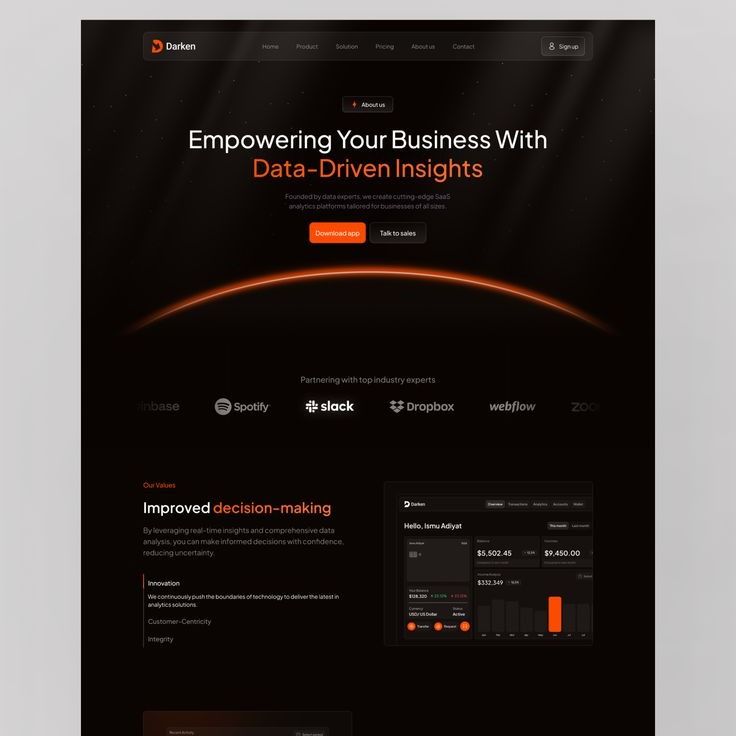 Darken
Home Product Solution Pricing About us Contact
Sign up
About us
Empowering Your Business With
Data-Driven Insights
Founded by data experts, we create cutting-edge SaaS
analytics platforms tailored for businesses of all sizes.
Download app Talk to sales
Partnering with top industry experts
inbase Spotify slack Dropbox webflow ZOO
Our Values
Improved decision-making
By leveraging real-time insights and comprehensive data
analysis, you can make informed decisions with confidence,
reducing uncertainty.
Innovation
We continuously push the boundaries of technology to deliver the latest in
analytics solutions.
Customer-Centricity
Integrity
Darken
Overview Transactions Analytics Accounts Wallet
Hello, Ismu Adiyat
This month Last month
Ismu Adiyat
Balance
$5,502.45
$9,450.00
Your Balance
$128,320
Income Analysis
$332,349
Currency Status
USD/ US Dollar Active
Transfer Request
Recent Activity